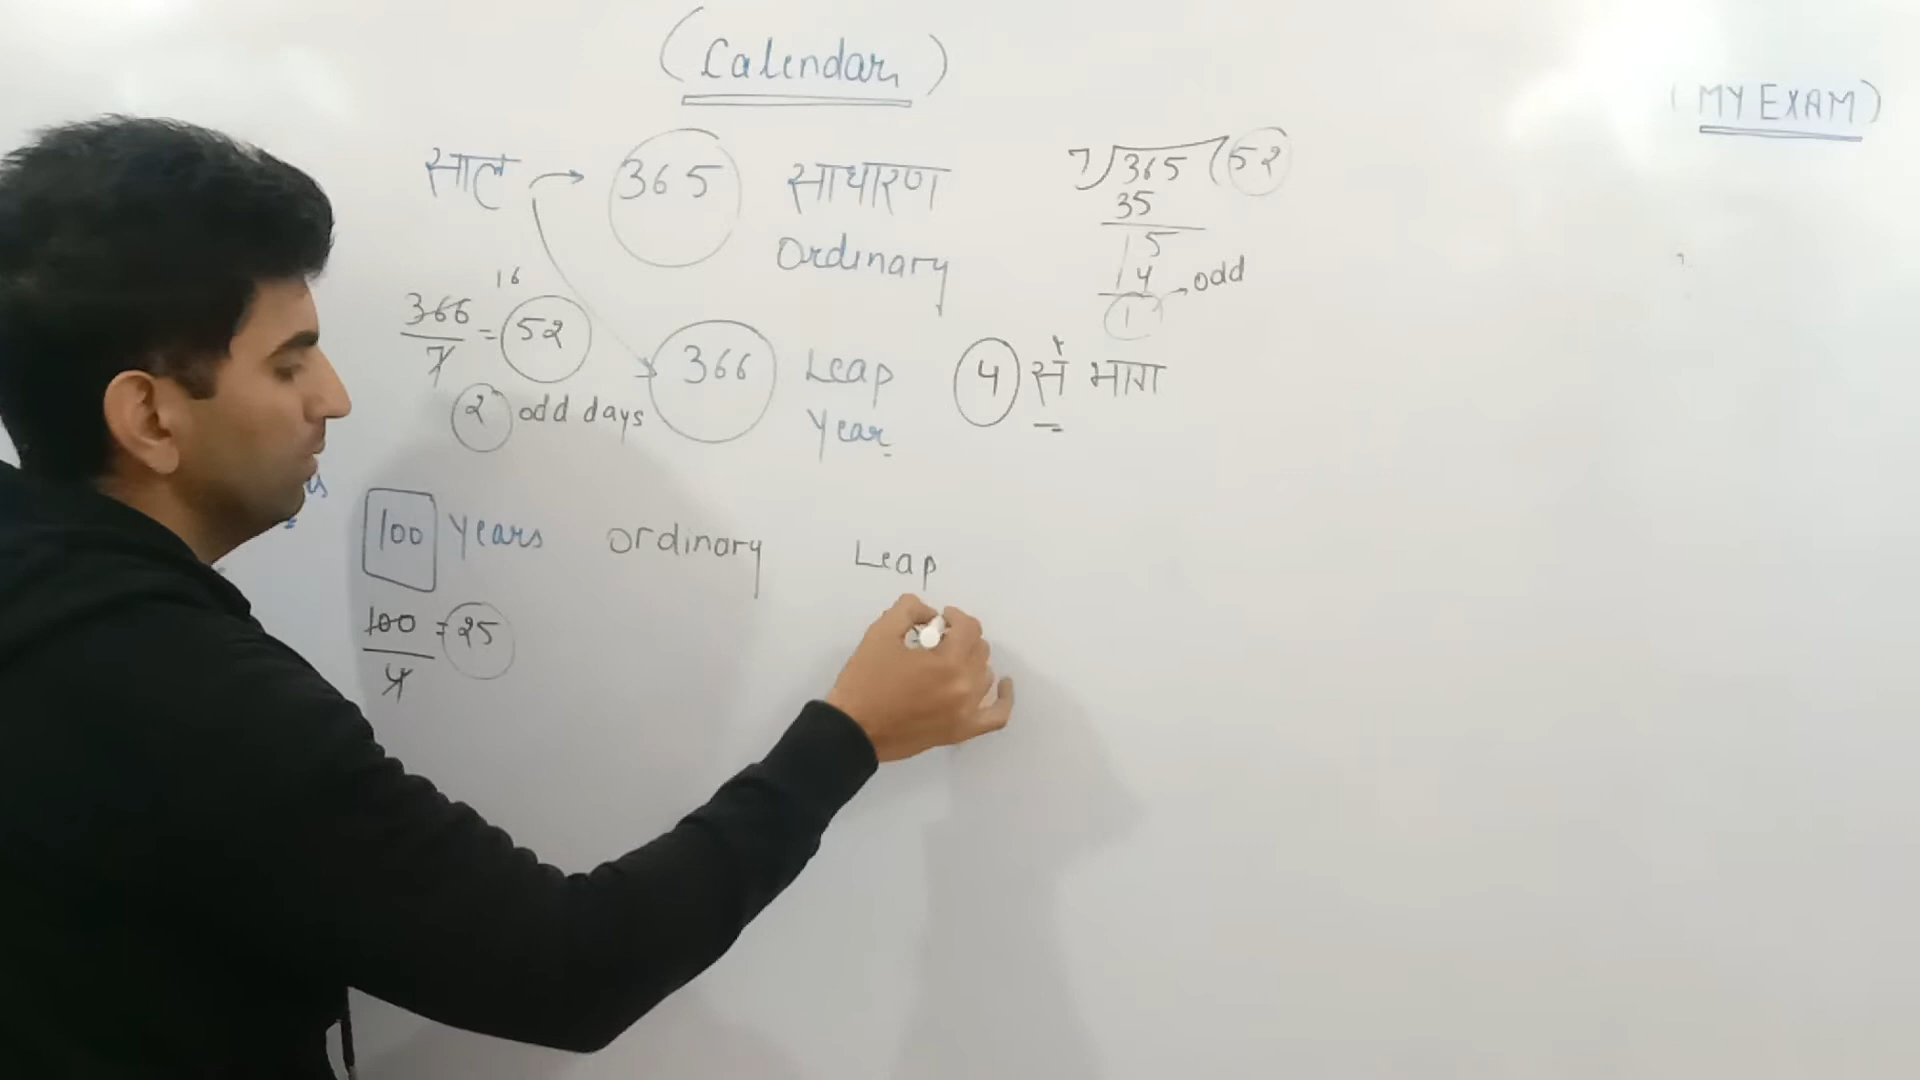 (Calendar)
(MY EXAM)
साल → 365 साधारण
Ordinary
7)365(52
35
15
14
1 → odd
16
366/7 = 52
2 odd days
366 Leap
Year
4 से भाग
100 Years ordinary Leap
100/4 = 25